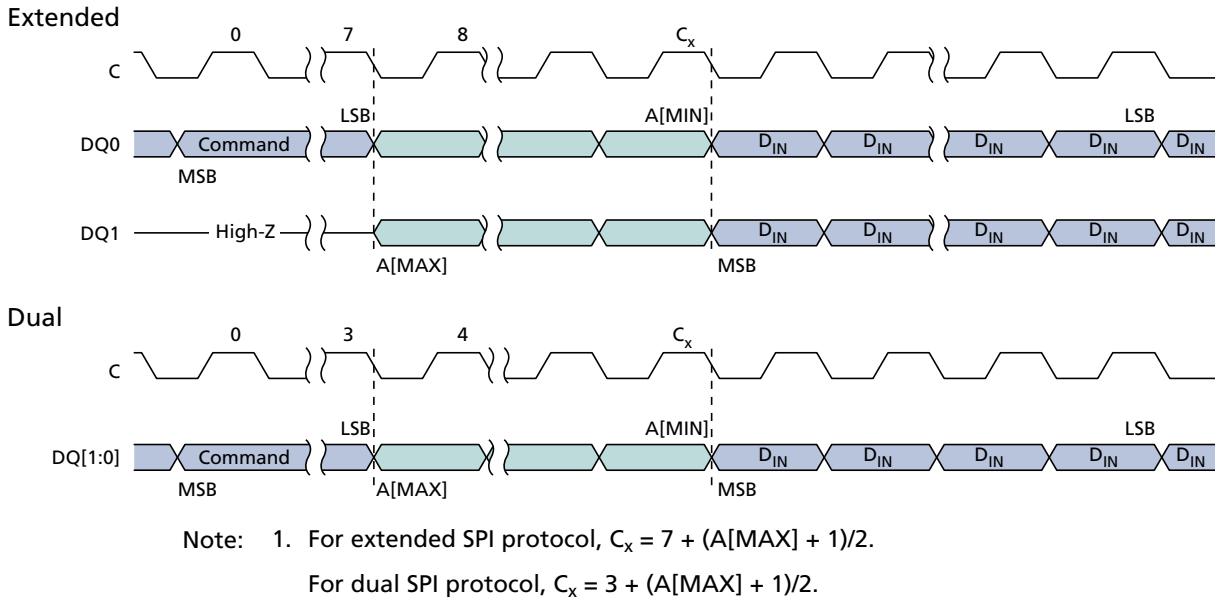 Extended
0 7 8 Cx
C
LSB A[MIN] LSB
DQ0 Command DIN DIN DIN DIN DIN
MSB
DQ1 High-Z DIN DIN DIN DIN DIN
A[MAX] MSB
Dual
0 3 4 Cx
C
LSB A[MIN] LSB
DQ[1:0] Command DIN DIN DIN DIN DIN
MSB A[MAX] MSB
Note: 1. For extended SPI protocol, Cx = 7 + (A[MAX] + 1)/2.
For dual SPI protocol, Cx = 3 + (A[MAX] + 1)/2.